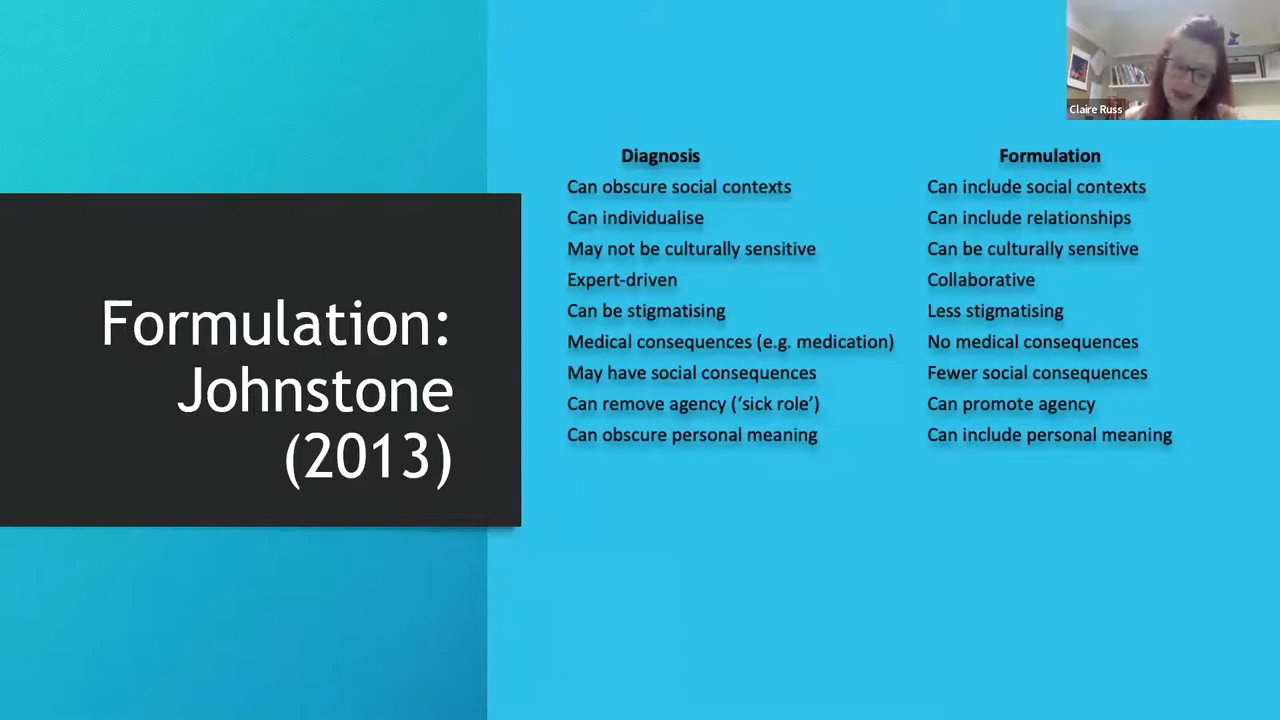 Claire Russ
Formulation:
Johnstone
(2013)
Diagnosis Formulation
Can obscure social contexts Can include social contexts
Can individualise Can include relationships
May not be culturally sensitive Can be culturally sensitive
Expert-driven Collaborative
Can be stigmatising Less stigmatising
Medical consequences (e.g. medication) No medical consequences
May have social consequences Fewer social consequences
Can remove agency (‘sick role’) Can promote agency
Can obscure personal meaning Can include personal meaning